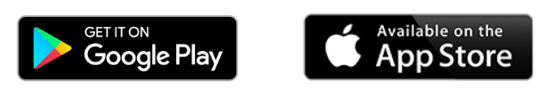 GET IT ON
Google Play
Available on the
App Store